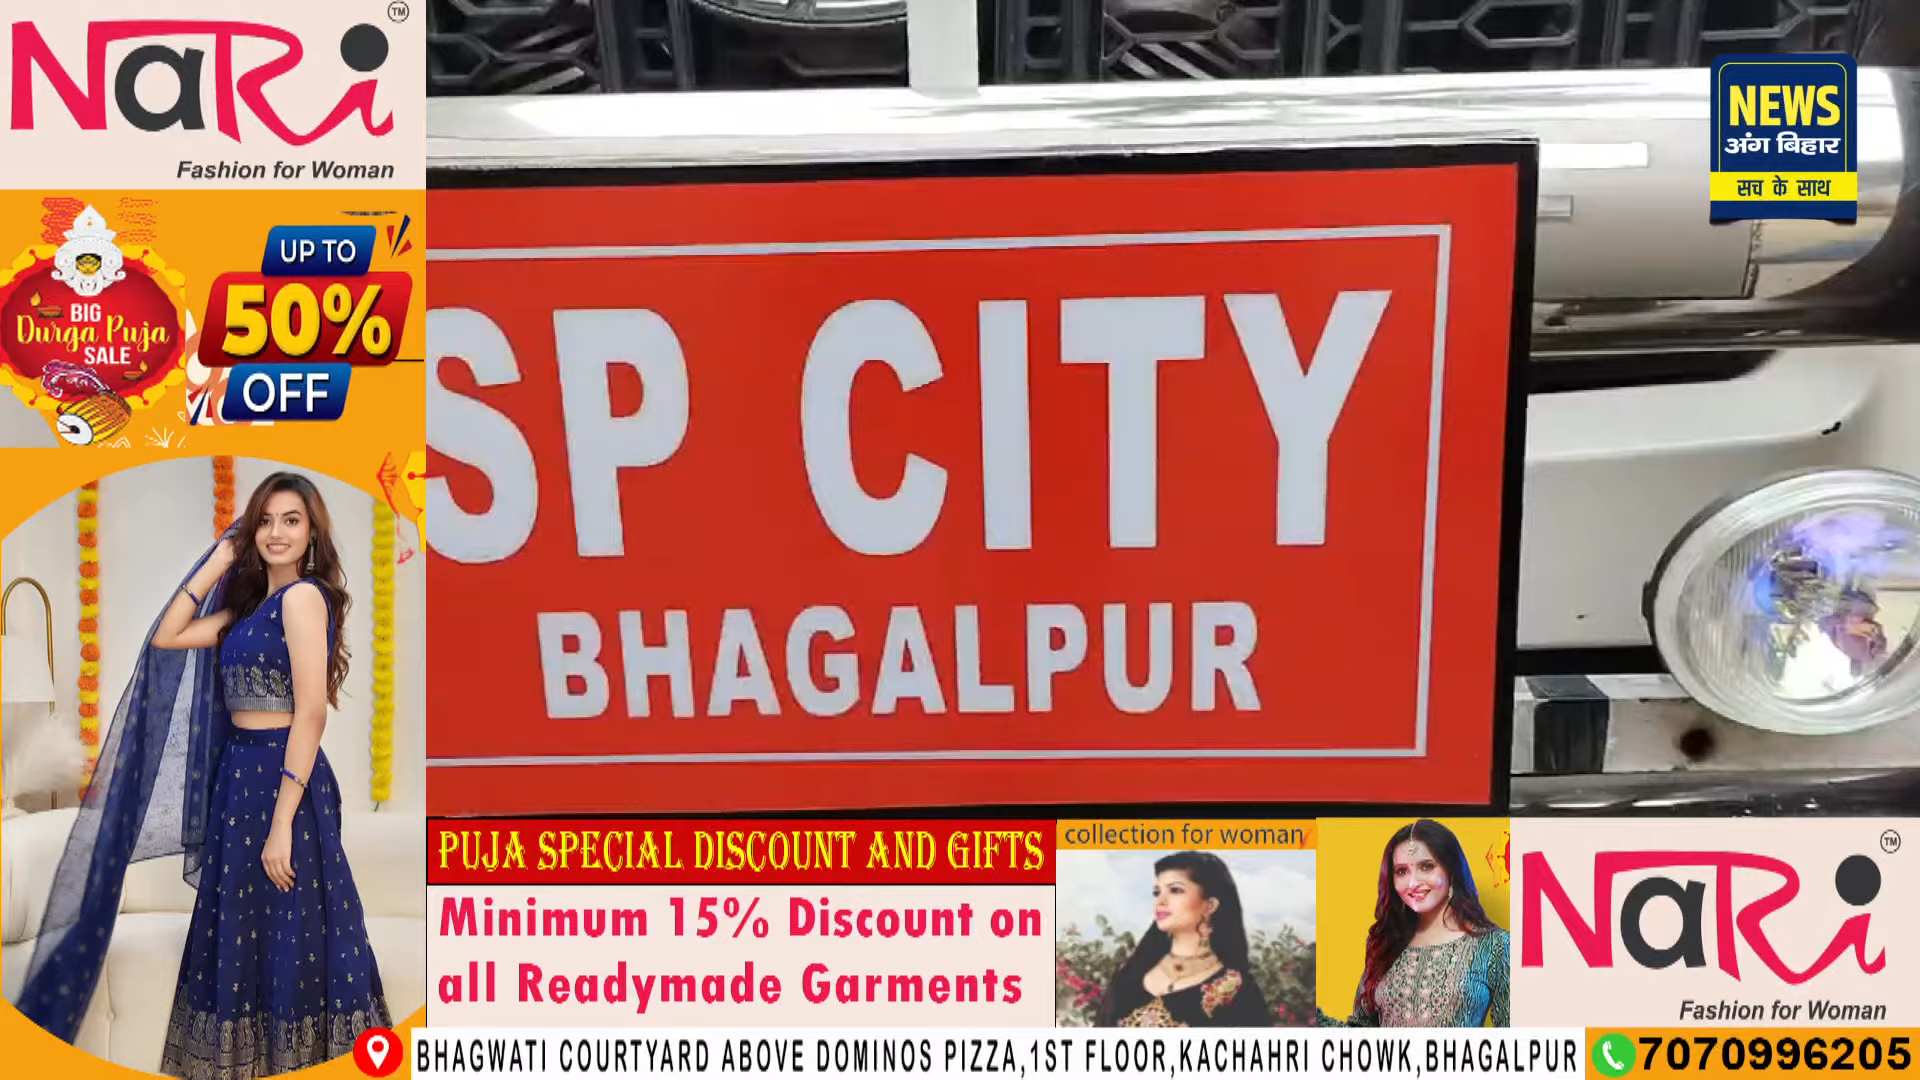 NaRi
TM
Fashion for Woman
UP TO
50%
OFF
BIG
Durga Puja
SALE
SP CITY
BHAGALPUR
NEWS
अंग बिहार
सच के साथ
PUJA SPECIAL DISCOUNT AND GIFTS
Minimum 15% Discount on
all Readymade Garments
collection for woman
NaRi
TM
Fashion for Woman
BHAGWATI COURTYARD ABOVE DOMINOS PIZZA,1ST FLOOR,KACHAHRI CHOWK,BHAGALPUR
7070996205